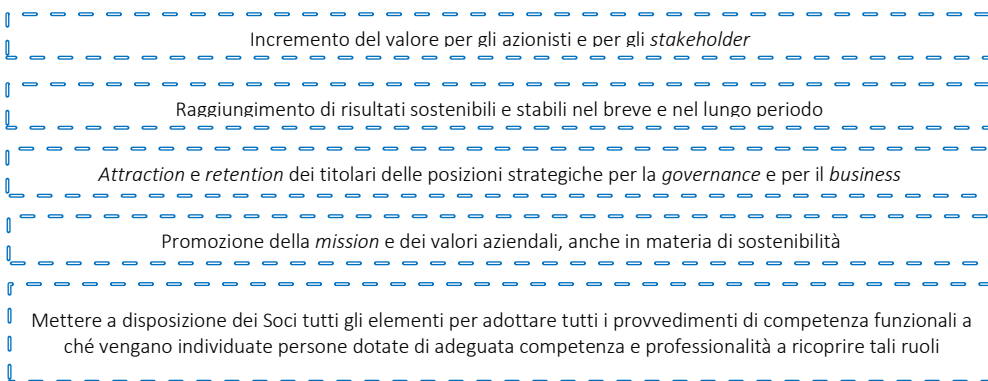 Incremento del valore per gli azionisti e per gli stakeholder
Raggiungimento di risultati sostenibili e stabili nel breve e nel lungo periodo
Attraction e retention dei titolari delle posizioni strategiche per la governance e per il business
Promozione della mission e dei valori aziendali, anche in materia di sostenibilità
Mettere a disposizione dei Soci tutti gli elementi per adottare tutti i provvedimenti di competenza funzionali a
ché vengano individuate persone dotate di adeguata competenza e professionalità a ricoprire tali ruoli